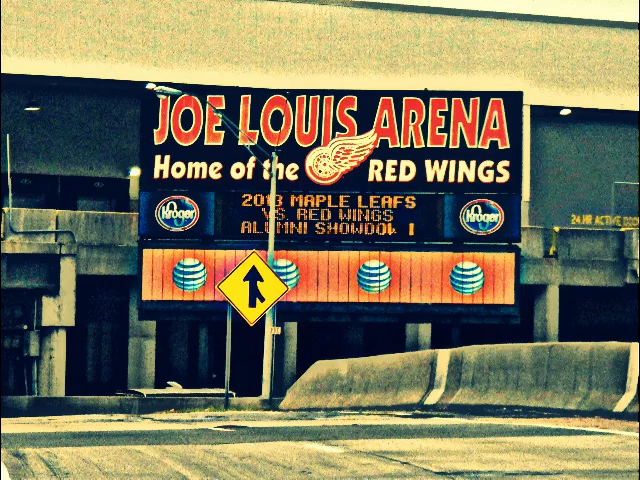 JOE LOUIS ARENA
Home of the RED WINGS
Kroger
2013 MAPLE LEAFS
VS. RED WINGS
ALUMNI SHOWDOW I
Kroger
24 HR ACTIVE